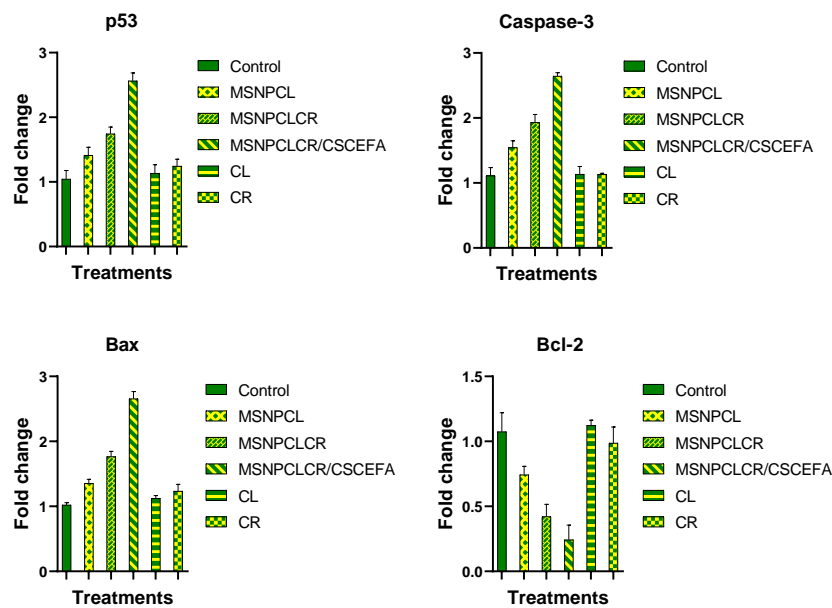 p53
Fold change
3
2
1
0
Treatments
Control
MSNPCL
MSNPCLCR
MSNPCLCR/CSCEFA
CL
CR
Caspase-3
Fold change
3
2
1
0
Treatments
Control
MSNPCL
MSNPCLCR
MSNPCLCR/CSCEFA
CL
CR
Bax
Fold change
3
2
1
0
Treatments
Control
MSNPCL
MSNPCLCR
MSNPCLCR/CSCEFA
CL
CR
Bcl-2
Fold change
1.5
1.0
0.5
0.0
Treatments
Control
MSNPCL
MSNPCLCR
MSNPCLCR/CSCEFA
CL
CR